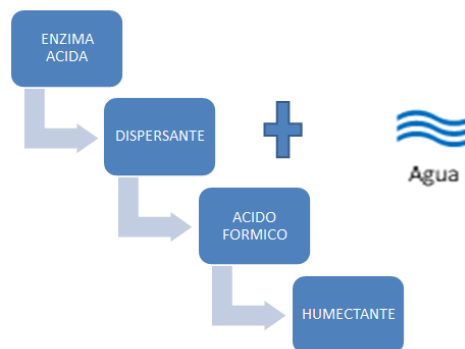 ENZIMA
ACIDA
DISPERSANTE
Agua
ACIDO
FORMICO
HUMECTANTE